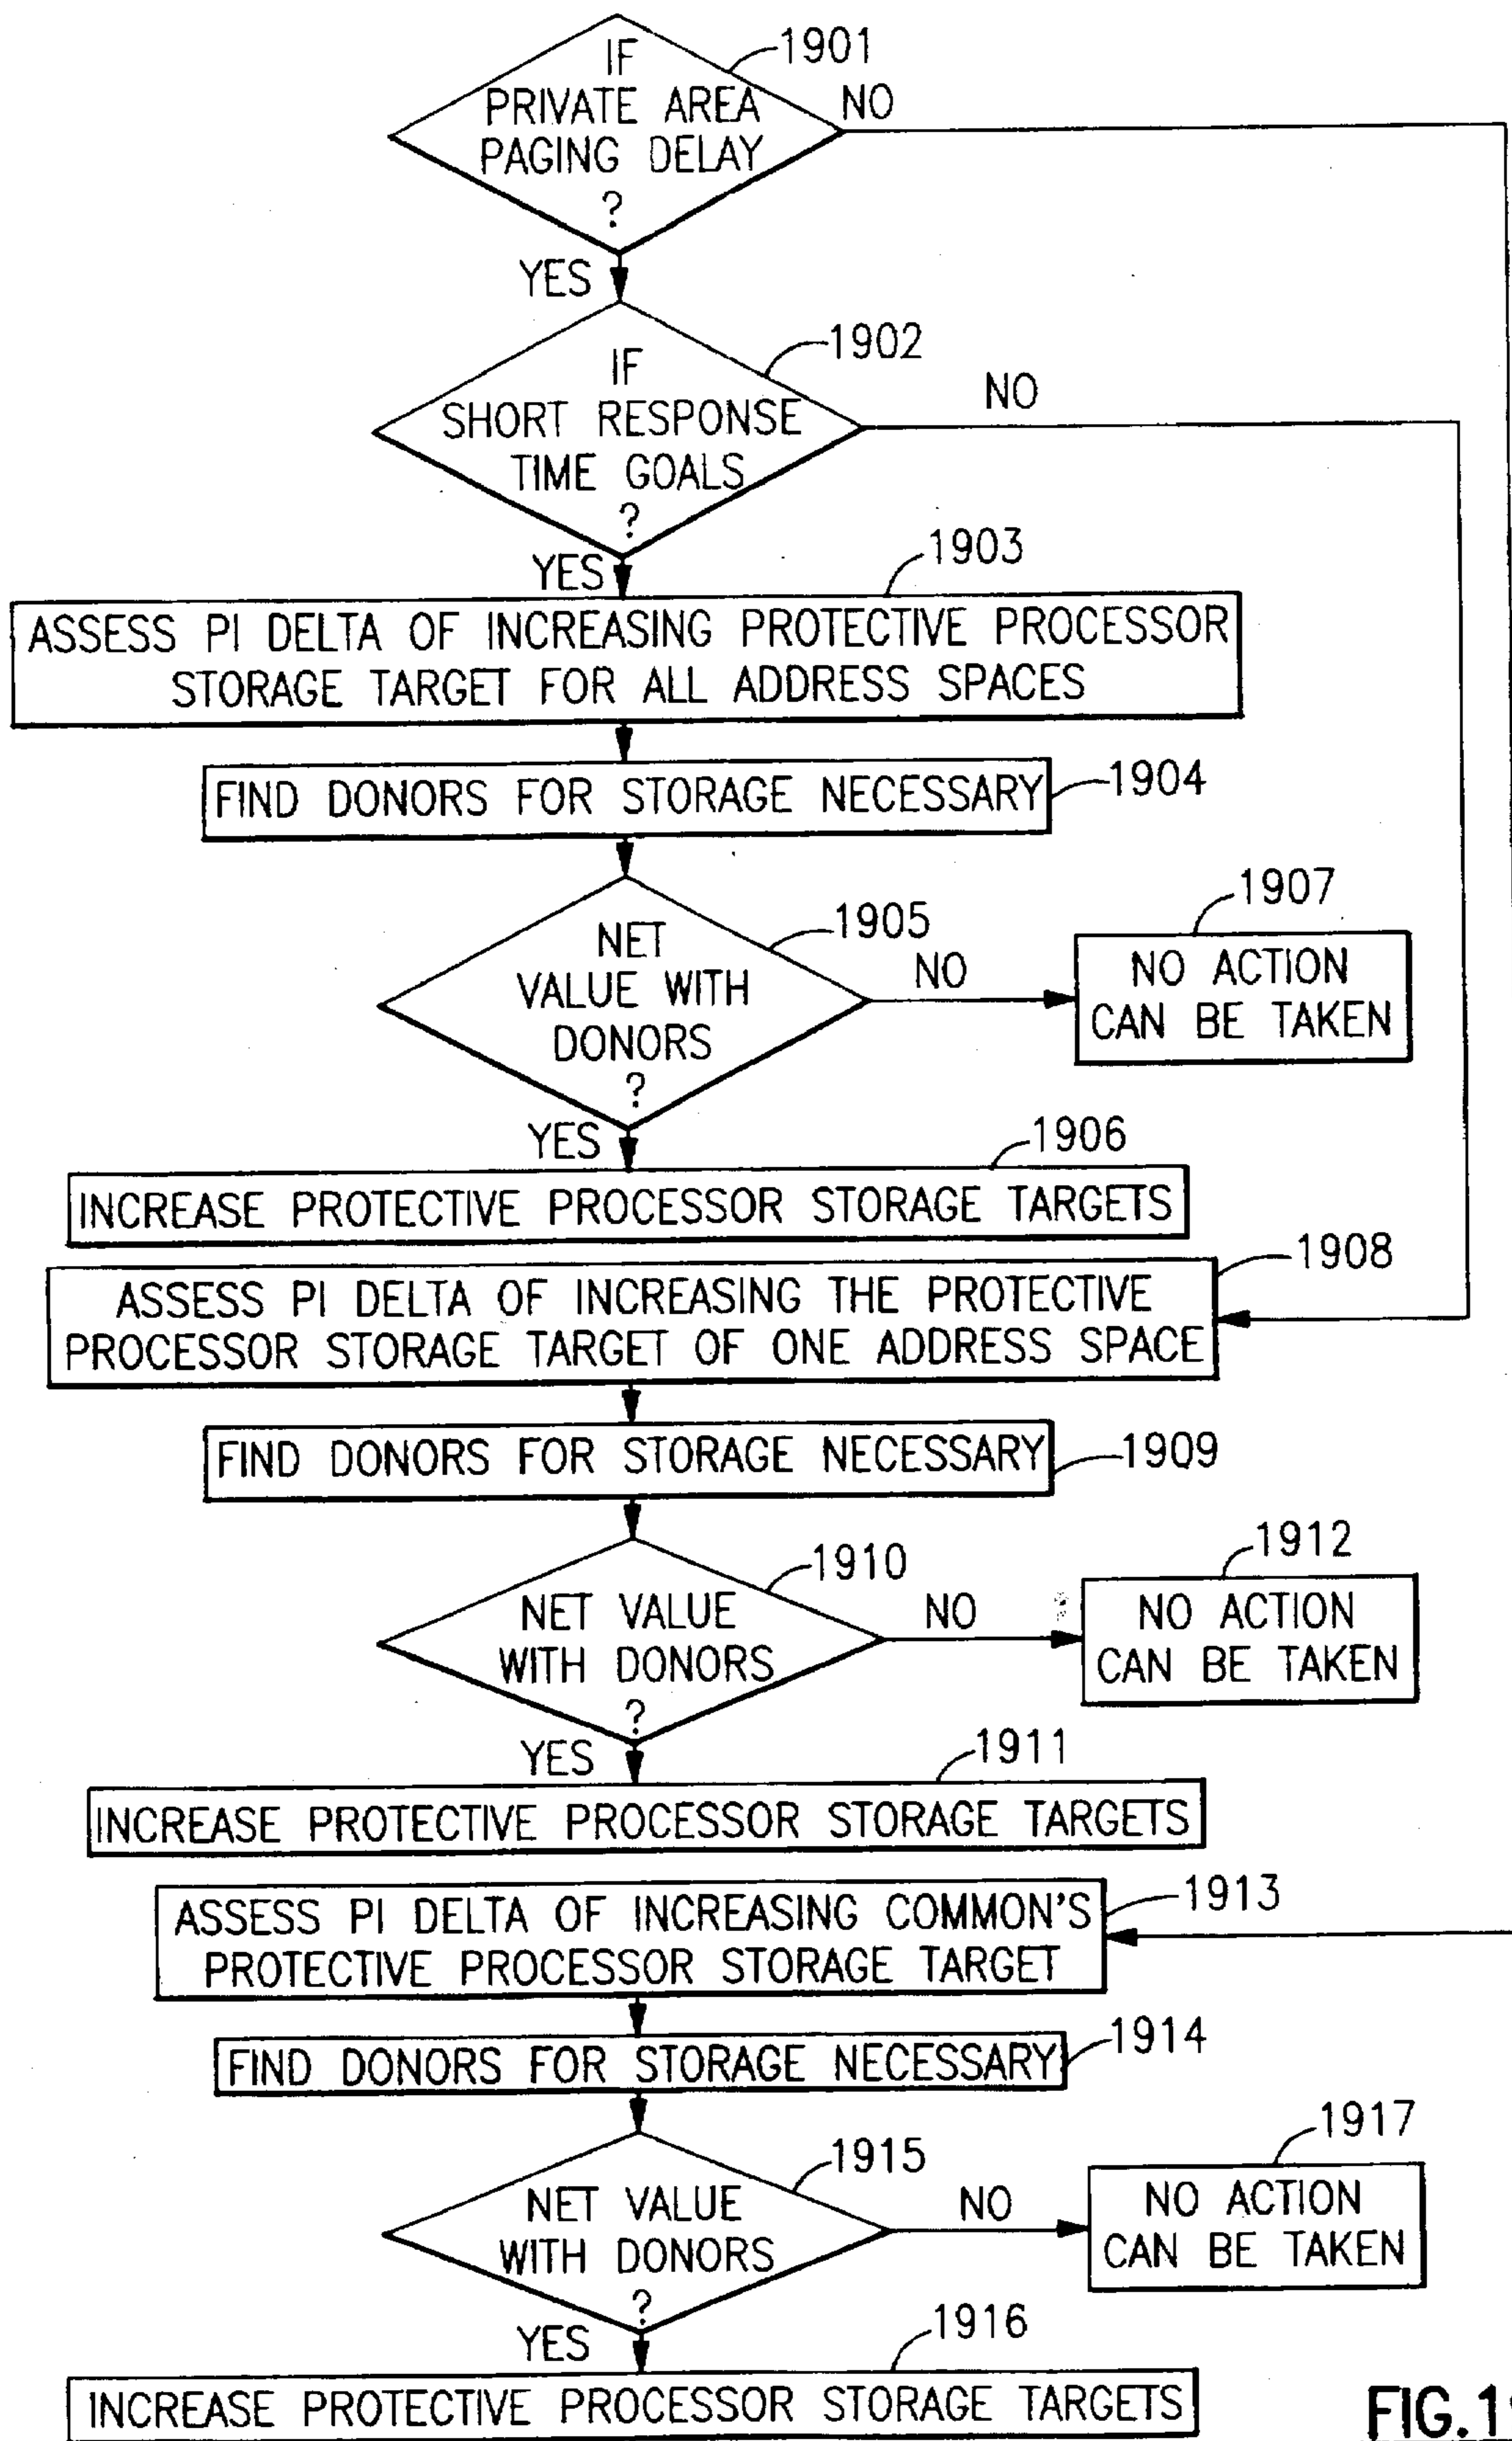 1901
IF
PRIVATE AREA
PAGING DELAY
?
NO
YES
1902
IF
SHORT RESPONSE
TIME GOALS
?
NO
YES
1903
ASSESS PI DELTA OF INCREASING PROTECTIVE PROCESSOR
STORAGE TARGET FOR ALL ADDRESS SPACES
FIND DONORS FOR STORAGE NECESSARY
1904
1905
NET
VALUE WITH
DONORS
?
NO
1907
NO ACTION
CAN BE TAKEN
YES
1906
INCREASE PROTECTIVE PROCESSOR STORAGE TARGETS
1908
ASSESS PI DELTA OF INCREASING THE PROTECTIVE
PROCESSOR STORAGE TARGET OF ONE ADDRESS SPACE
FIND DONORS FOR STORAGE NECESSARY
1909
1910
NET VALUE
WITH DONORS
?
NO
1912
NO ACTION
CAN BE TAKEN
YES
1911
INCREASE PROTECTIVE PROCESSOR STORAGE TARGETS
1913
ASSESS PI DELTA OF INCREASING COMMON'S
PROTECTIVE PROCESSOR STORAGE TARGET
1914
FIND DONORS FOR STORAGE NECESSARY
1915
NET VALUE
WITH DONORS
?
NO
1917
NO ACTION
CAN BE TAKEN
YES
1916
INCREASE PROTECTIVE PROCESSOR STORAGE TARGETS
FIG.